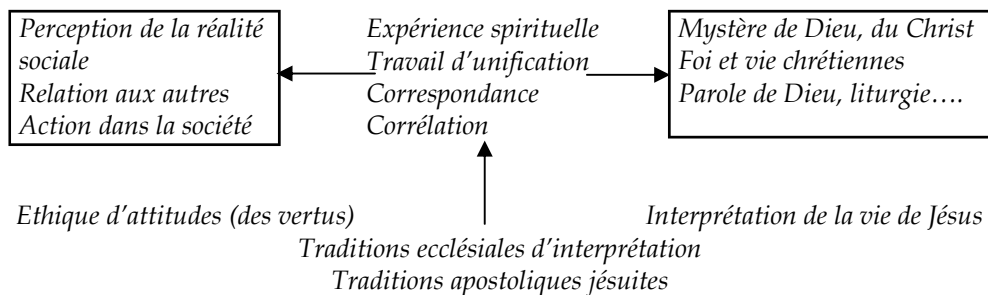 Perception de la réalité
sociale
Relation aux autres
Action dans la société
Expérience spirituelle
Travail d'unification
Correspondance
Corrélation
Mystère de Dieu, du Christ
Foi et vie chrétiennes
Parole de Dieu, liturgie….
Ethique d'attitudes (des vertus)
Interprétation de la vie de Jésus
Traditions ecclésiales d'interprétation
Traditions apostoliques jésuites